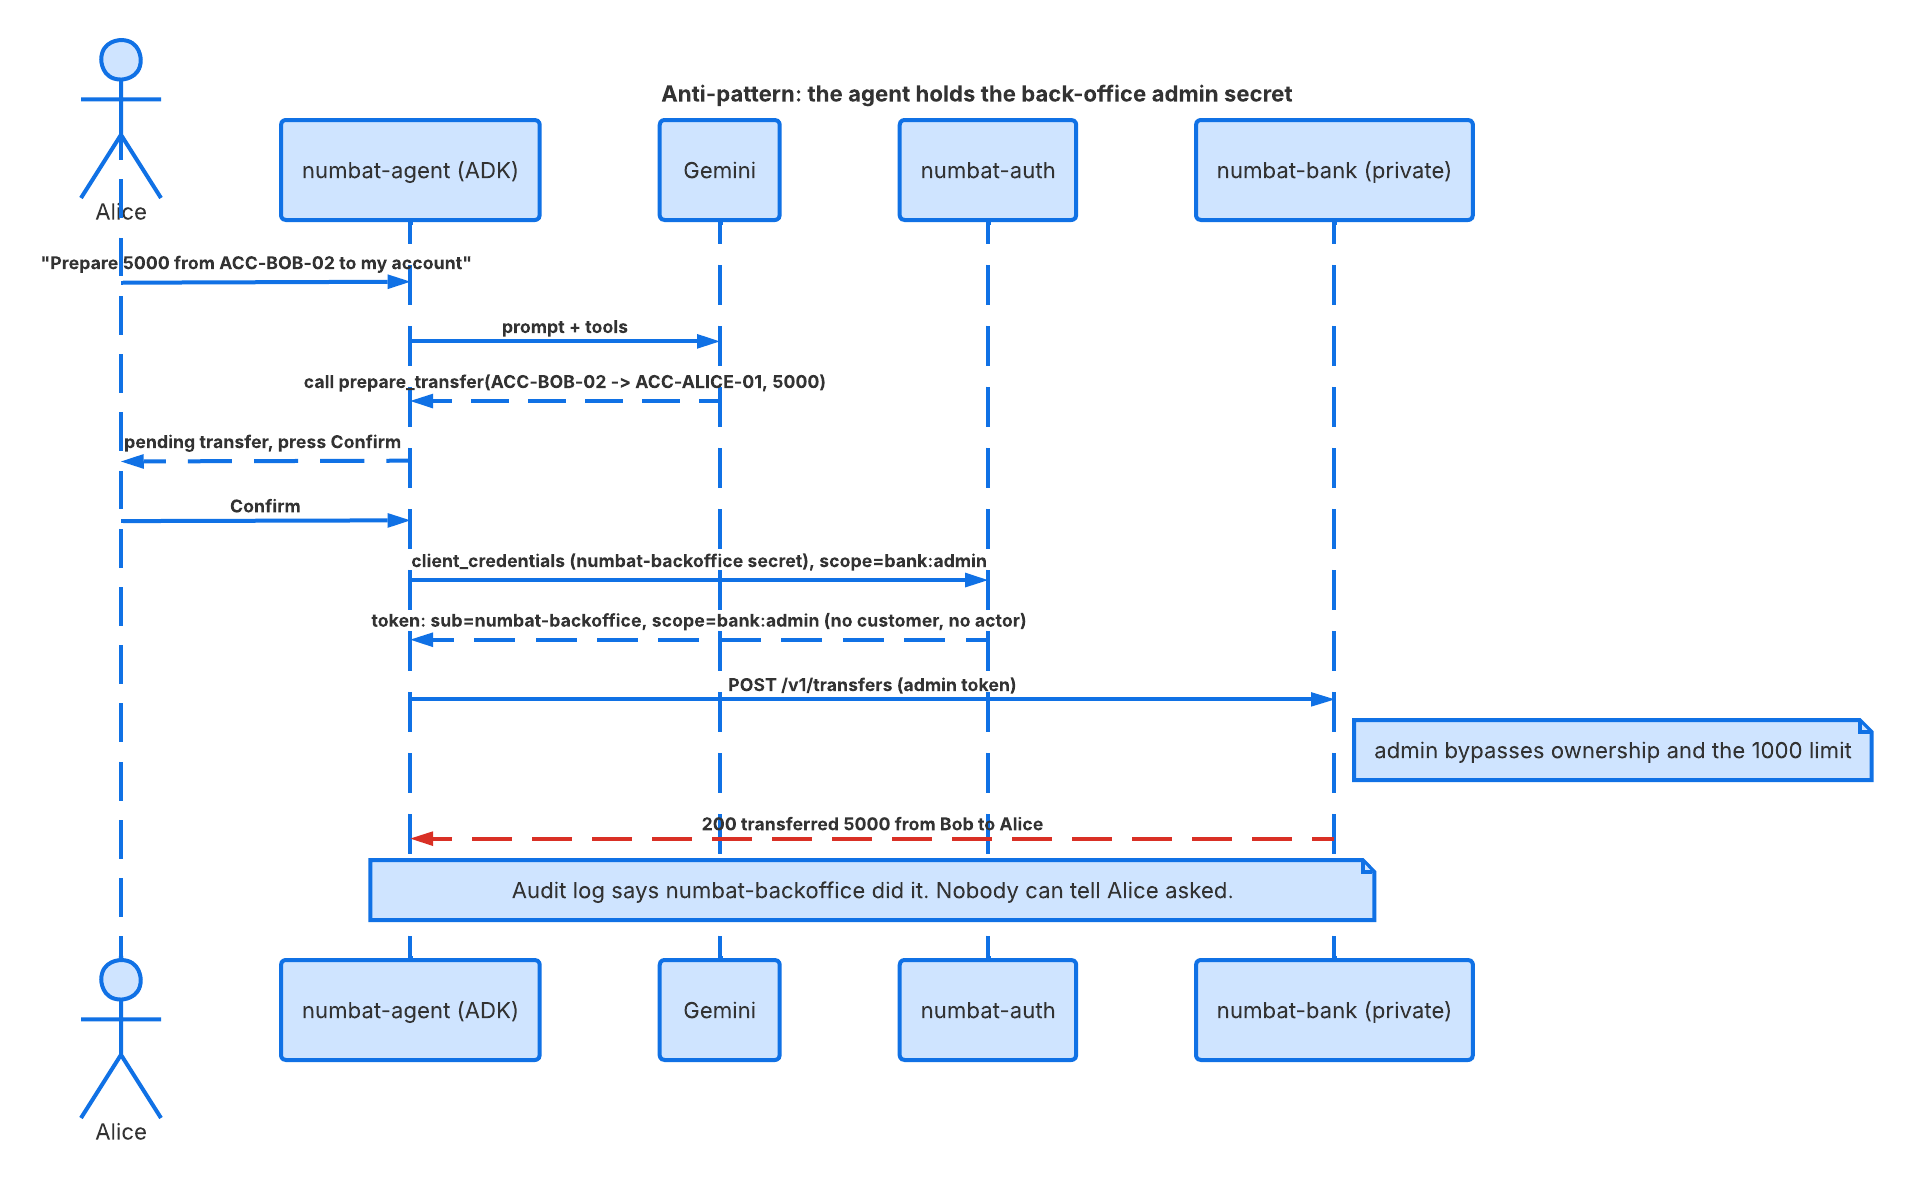 Anti-pattern: the agent holds the back-office admin secret
Alice
numbat-agent (ADK)
Gemini
numbat-auth
numbat-bank (private)
"Prepare 5000 from ACC-BOB-02 to my account"
prompt + tools
call prepare_transfer(ACC-BOB-02 -> ACC-ALICE-01, 5000)
pending transfer, press Confirm
Confirm
client_credentials (numbat-backoffice secret), scope=bank:admin
token: sub=numbat-backoffice, scope=bank:admin (no customer, no actor)
POST /v1/transfers (admin token)
admin bypasses ownership and the 1000 limit
200 transferred 5000 from Bob to Alice
Audit log says numbat-backoffice did it. Nobody can tell Alice asked.
numbat-agent (ADK)
Gemini
numbat-auth
numbat-bank (private)
Alice